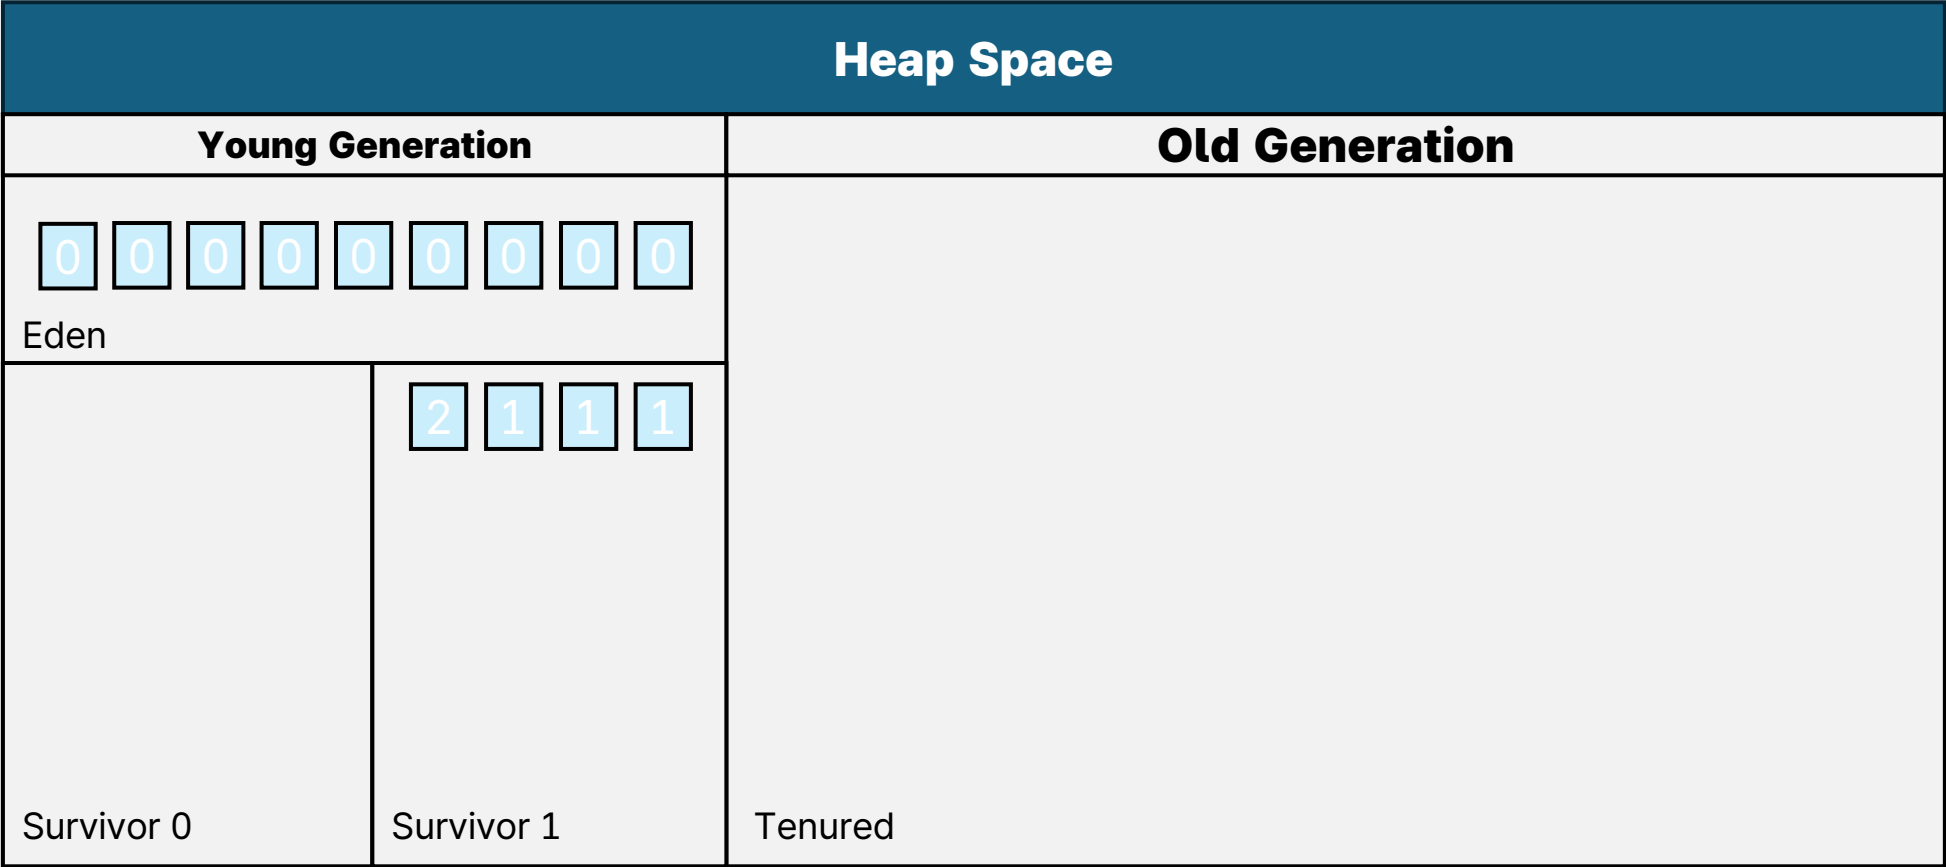 Heap Space
Young Generation
Old Generation
0 0 0 0 0 0 0 0 0
Eden
2 1 1 1
Survivor 0
Survivor 1
Tenured